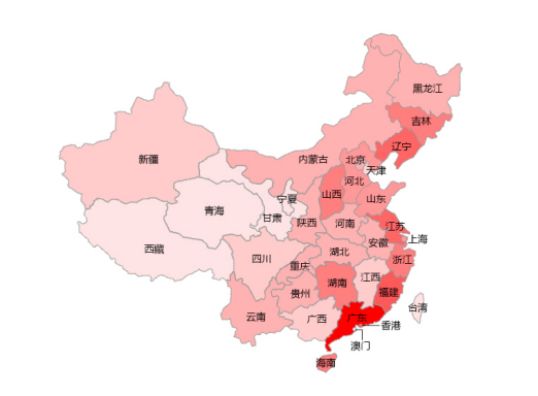 黑龙江
吉林
辽宁
内蒙古
北京
天津
新疆
河北
山西
宁夏
山东
青海
甘肃
陕西
河南
江苏
西藏
安徽
上海
四川
湖北
重庆
浙江
湖南
江西
贵州
福建
云南
广西
广东
台湾
香港
澳门
海南